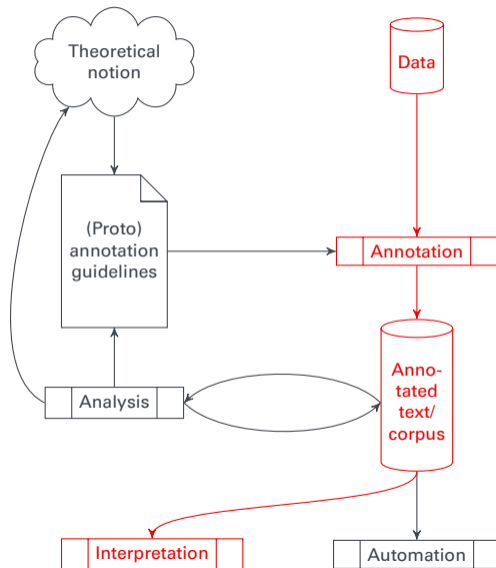 Theoretical
notion
Data
(Proto)
annotation
guidelines
Annotation
Anno-
tated
text/
corpus
Analysis
Interpretation
Automation